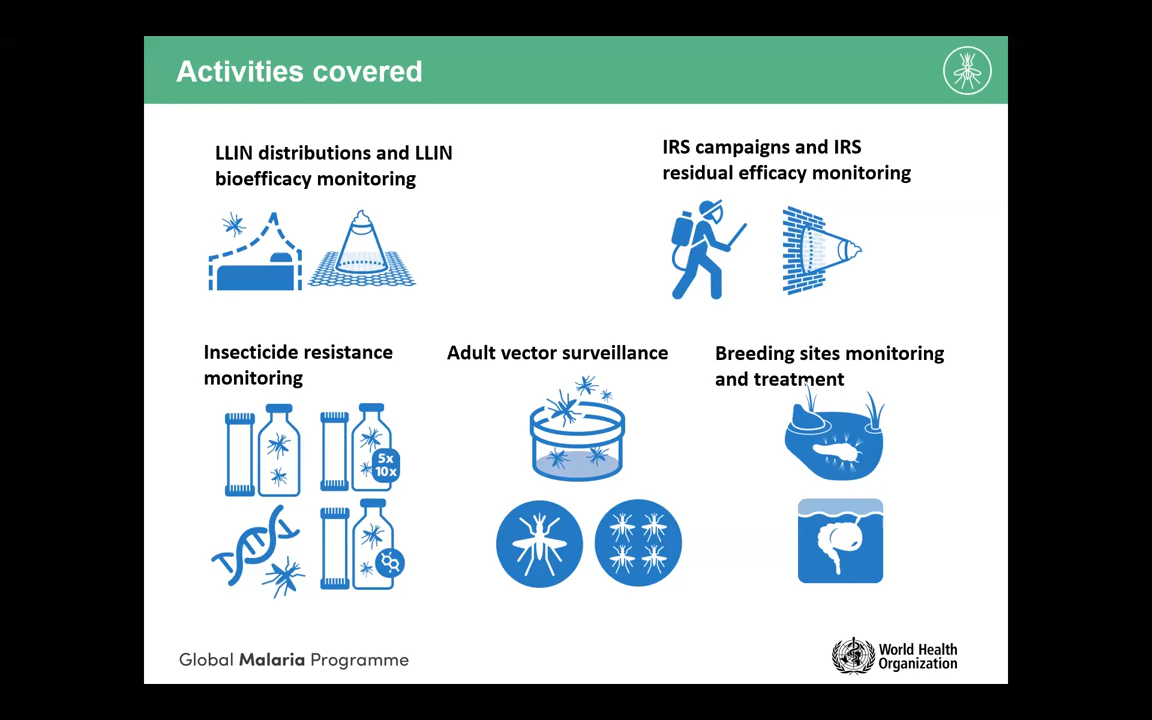 Activities covered
LLIN distributions and LLIN
bioefficacy monitoring
IRS campaigns and IRS
residual efficacy monitoring
Insecticide resistance
monitoring
5x
10x
Adult vector surveillance
Breeding sites monitoring
and treatment
Global Malaria Programme
World Health
Organization